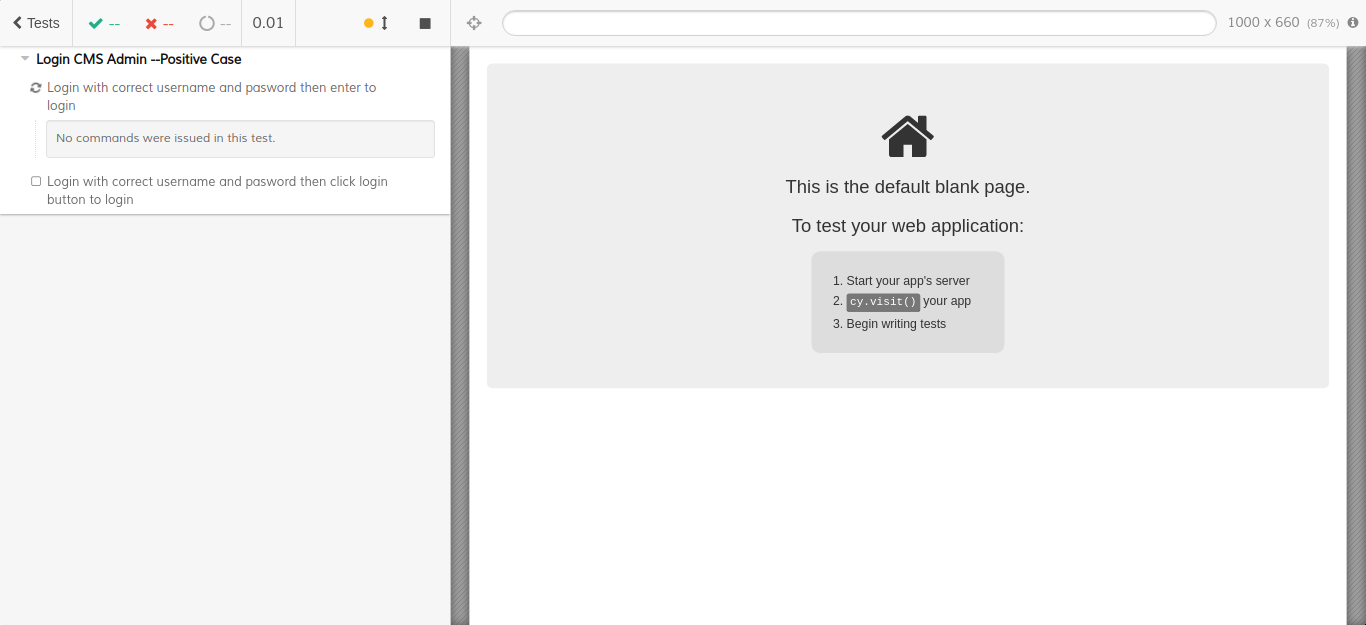 Tests -- -- -- 0.01 1000 x 660 (87%)
Login CMS Admin --Positive Case
Login with correct username and pasword then enter to
login
No commands were issued in this test.
Login with correct username and pasword then click login
button to login
This is the default blank page.
To test your web application:
1. Start your app's server
2. cy.visit() your app
3. Begin writing tests